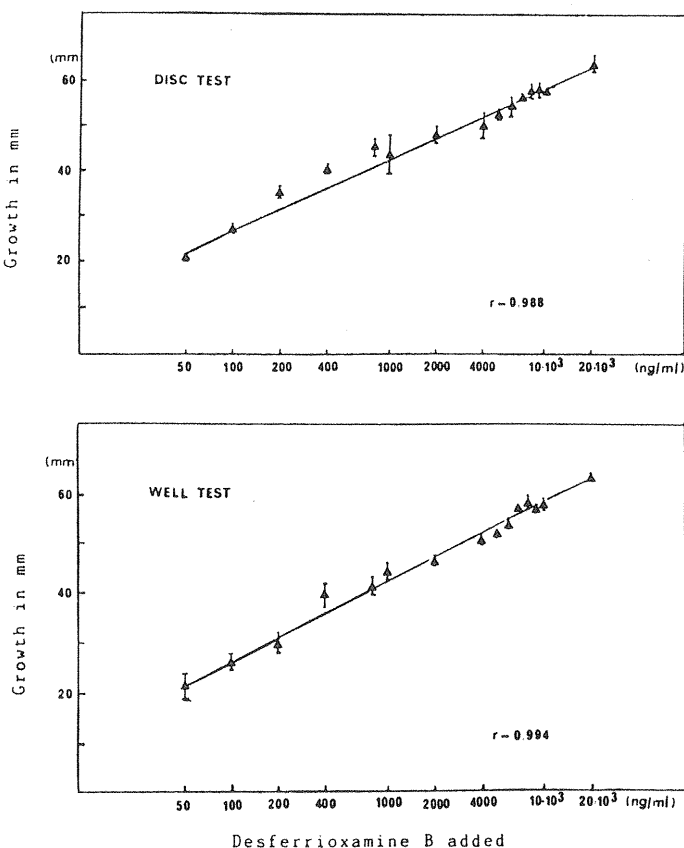 (mm
60
DISC TEST
40
20
Growth in mm
r-0.988
50 100 200 400 1000 2000 4000 10·10³ 20·10³ (ng/ml)
(mm)
WELL TEST
60
40
20
Growth in mm
r-0.994
50 100 200 400 1000 2000 4000 10·10³ 20·10³ (ng/ml)
Desferrioxamine B added